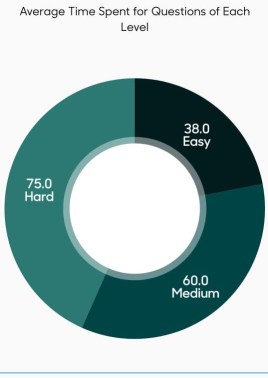 Average Time Spent for Questions of Each
Level
38.0
Easy
75.0
Hard
60.0
Medium